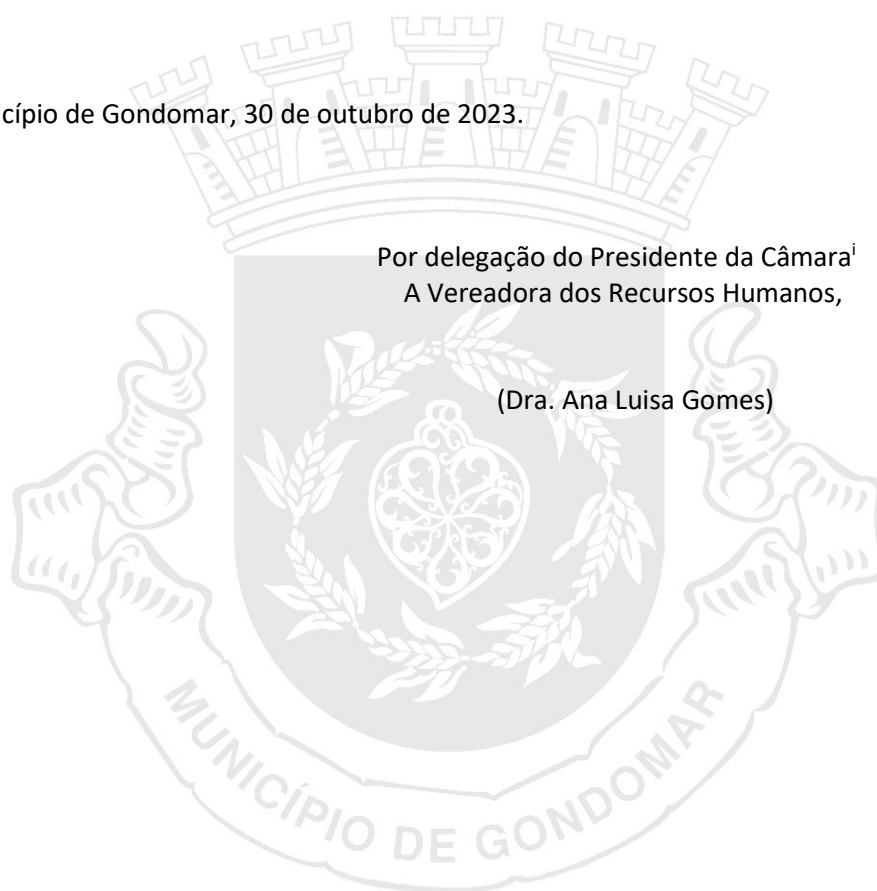 cípio de Gondomar, 30 de outubro de 2023.
Por delegação do Presidente da Câmaraⁱ
A Vereadora dos Recursos Humanos,
(Dra. Ana Luisa Gomes)
MUNICÍPIO DE GONDOMAR